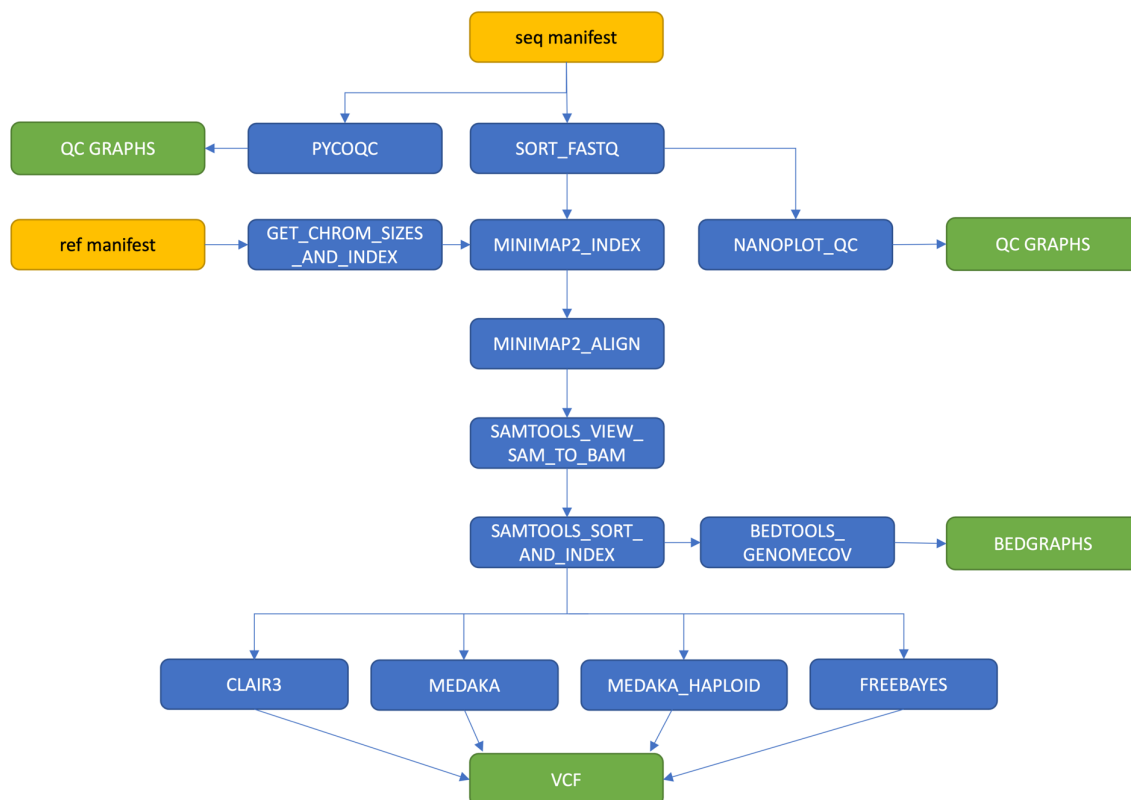 seq manifest
QC GRAPHS
PYCOQC
SORT_FASTQ
ref manifest
GET_CHROM_SIZES
_AND_INDEX
MINIMAP2_INDEX
NANOPLOT_QC
QC GRAPHS
MINIMAP2_ALIGN
SAMTOOLS_VIEW_
SAM_TO_BAM
SAMTOOLS_SORT_
AND_INDEX
BEDTOOLS_
GENOMECOV
BEDGRAPHS
CLAIR3
MEDAKA
MEDAKA_HAPLOID
FREEBAYES
VCF